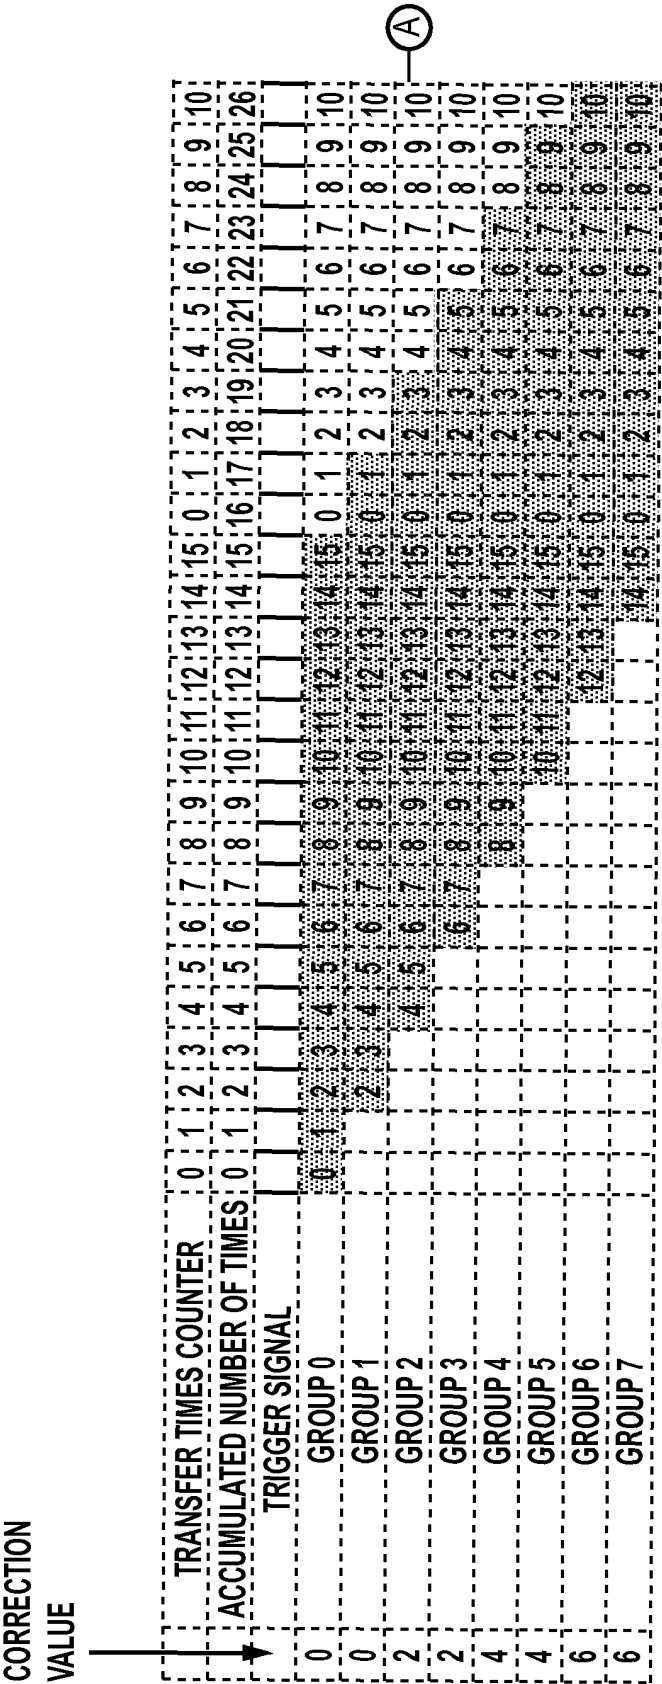 CORRECTION
VALUE
TRANSFER TIMES COUNTER 0 1 2 3 4 5 6 7 8 9 10 11 12 13 14 15 0 1 2 3 4 5 6 7 8 9 10
ACCUMULATED NUMBER OF TIMES 0 1 2 3 4 5 6 7 8 9 10 11 12 13 14 15 16 17 18 19 20 21 22 23 24 25 26
TRIGGER SIGNAL
0 GROUP 0 0 1 2 3 4 5 6 7 8 9 10 11 12 13 14 15 0 1 2 3 4 5 6 7 8 9 10
0 GROUP 1 2 3 4 5 6 7 8 9 10 11 12 13 14 15 0 1 2 3 4 5 6 7 8 9 10
2 GROUP 2 4 5 6 7 8 9 10 11 12 13 14 15 0 1 2 3 4 5 6 7 8 9 10
A
2 GROUP 3 6 7 8 9 10 11 12 13 14 15 0 1 2 3 4 5 6 7 8 9 10
4 GROUP 4 8 9 10 11 12 13 14 15 0 1 2 3 4 5 6 7 8 9 10
4 GROUP 5 10 11 12 13 14 15 0 1 2 3 4 5 6 7 8 9 10
6 GROUP 6 12 13 14 15 0 1 2 3 4 5 6 7 8 9 10
6 GROUP 7 14 15 0 1 2 3 4 5 6 7 8 9 10